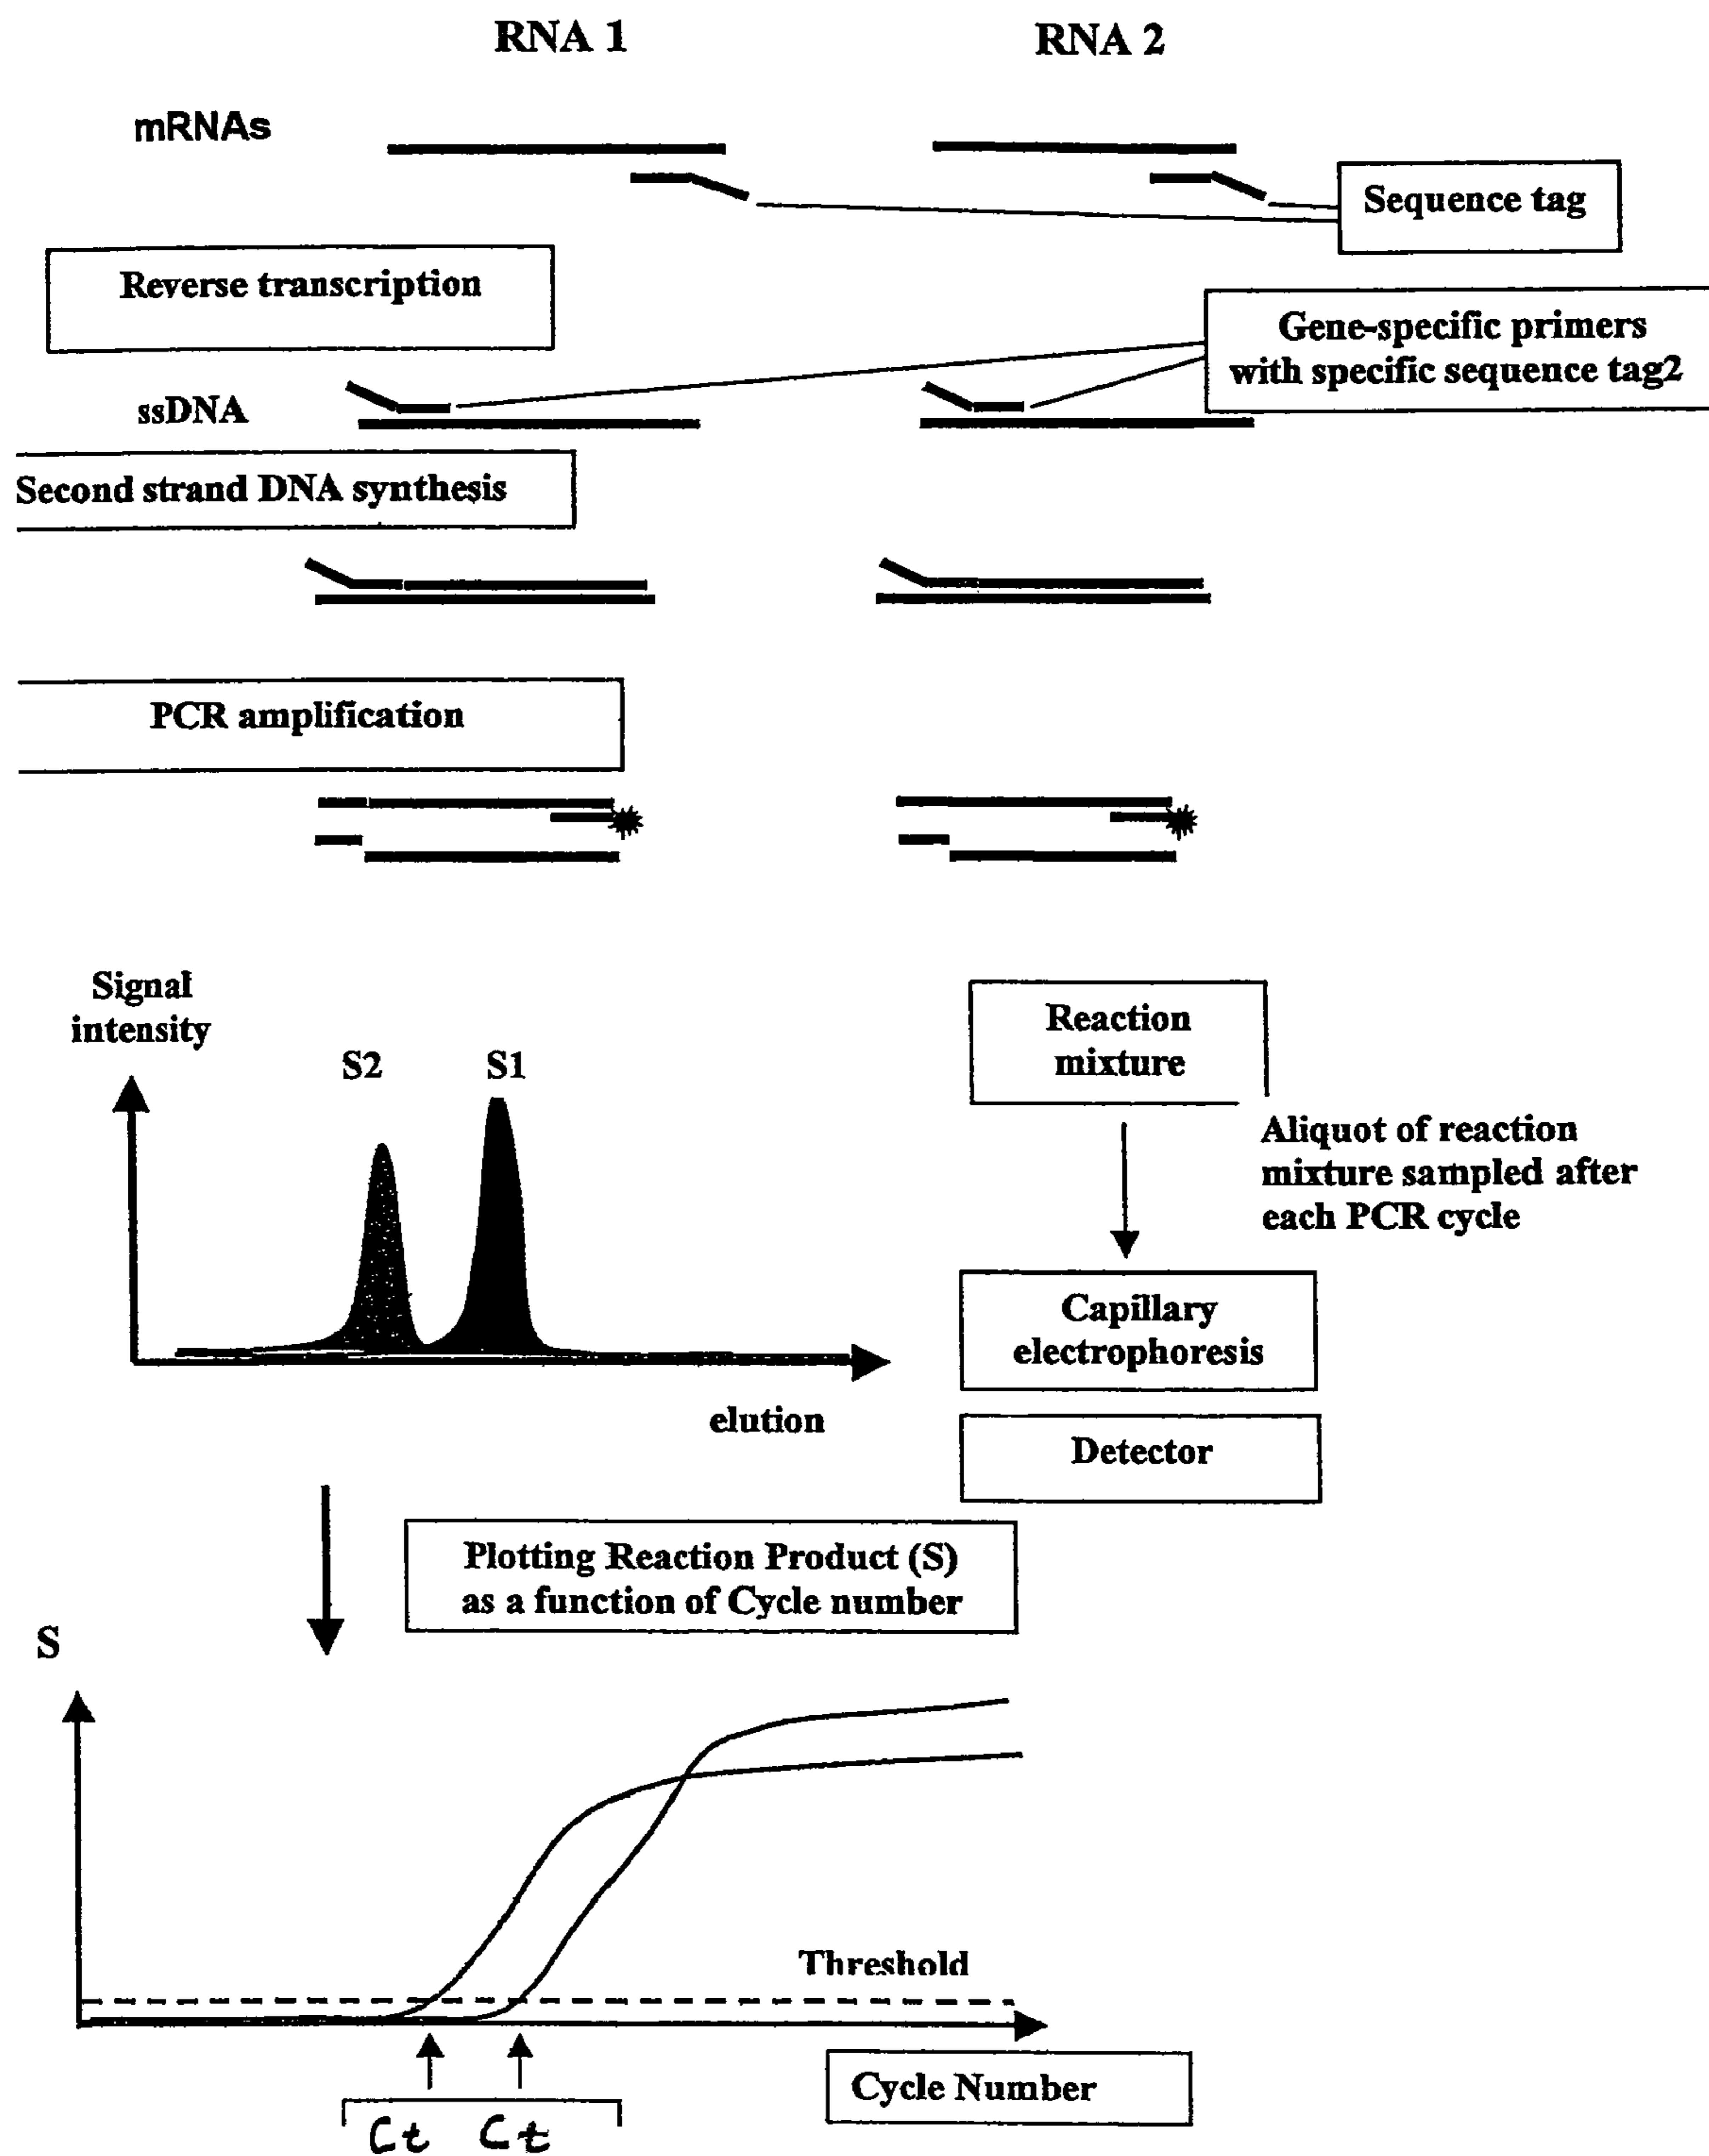 RNA 1
RNA 2
mRNAs
Sequence tag
Reverse transcription
Gene-specific primers
with specific sequence tag2
ssDNA
Second strand DNA synthesis
PCR amplification
Signal
intensity
S2
S1
Reaction
mixture
Aliquot of reaction
mixture sampled after
each PCR cycle
Capillary
electrophoresis
elution
Detector
Plotting Reaction Product (S)
as a function of Cycle number
S
Threshold
Cycle Number
Ct
Ct